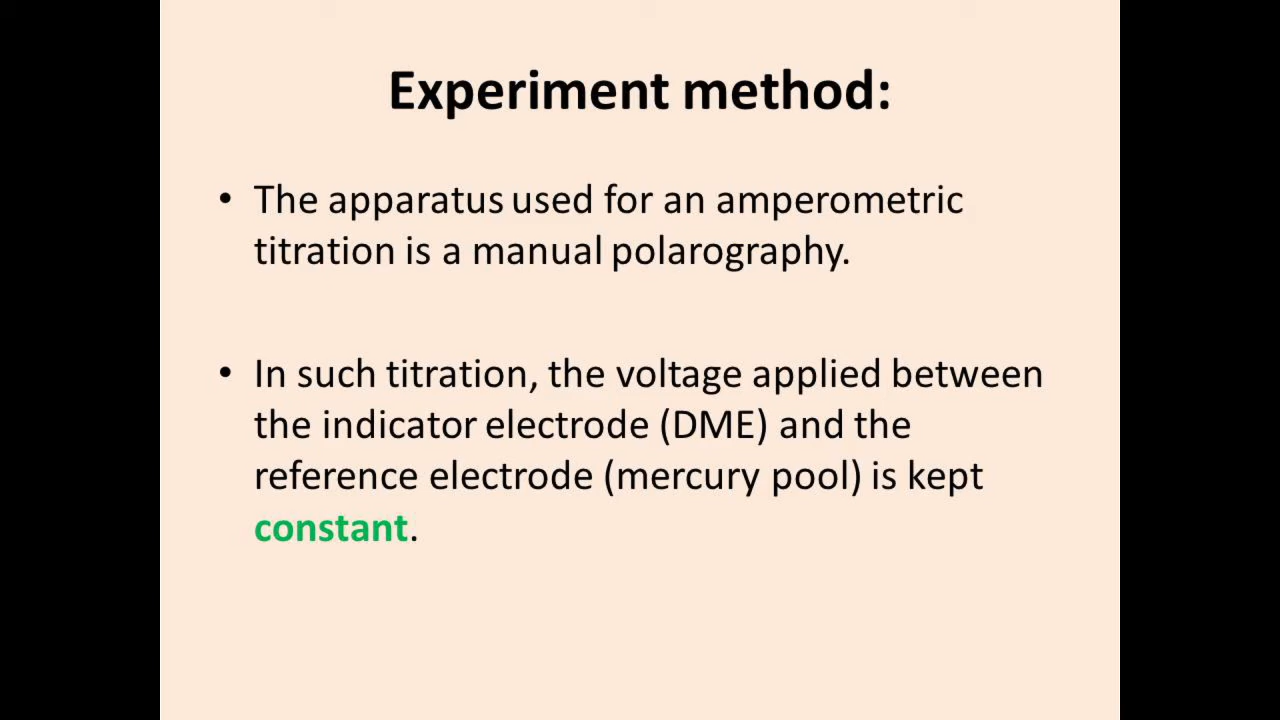 Experiment method:
• The apparatus used for an amperometric
titration is a manual polarography.
• In such titration, the voltage applied between
the indicator electrode (DME) and the
reference electrode (mercury pool) is kept
constant.